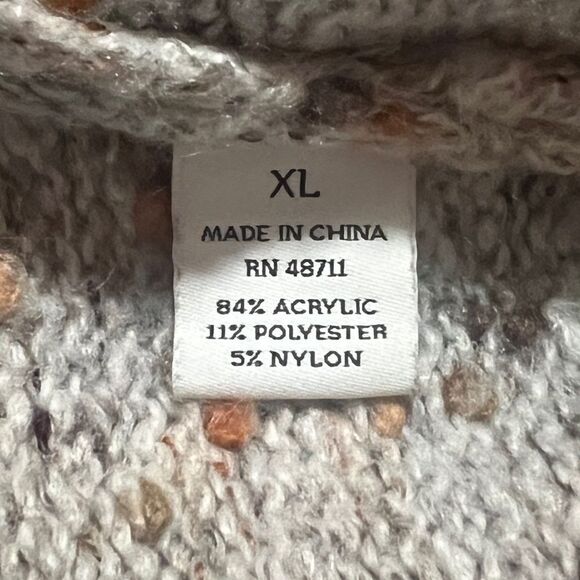 XL
MADE IN CHINA
RN 48711
84% ACRYLIC
11% POLYESTER
5% NYLON